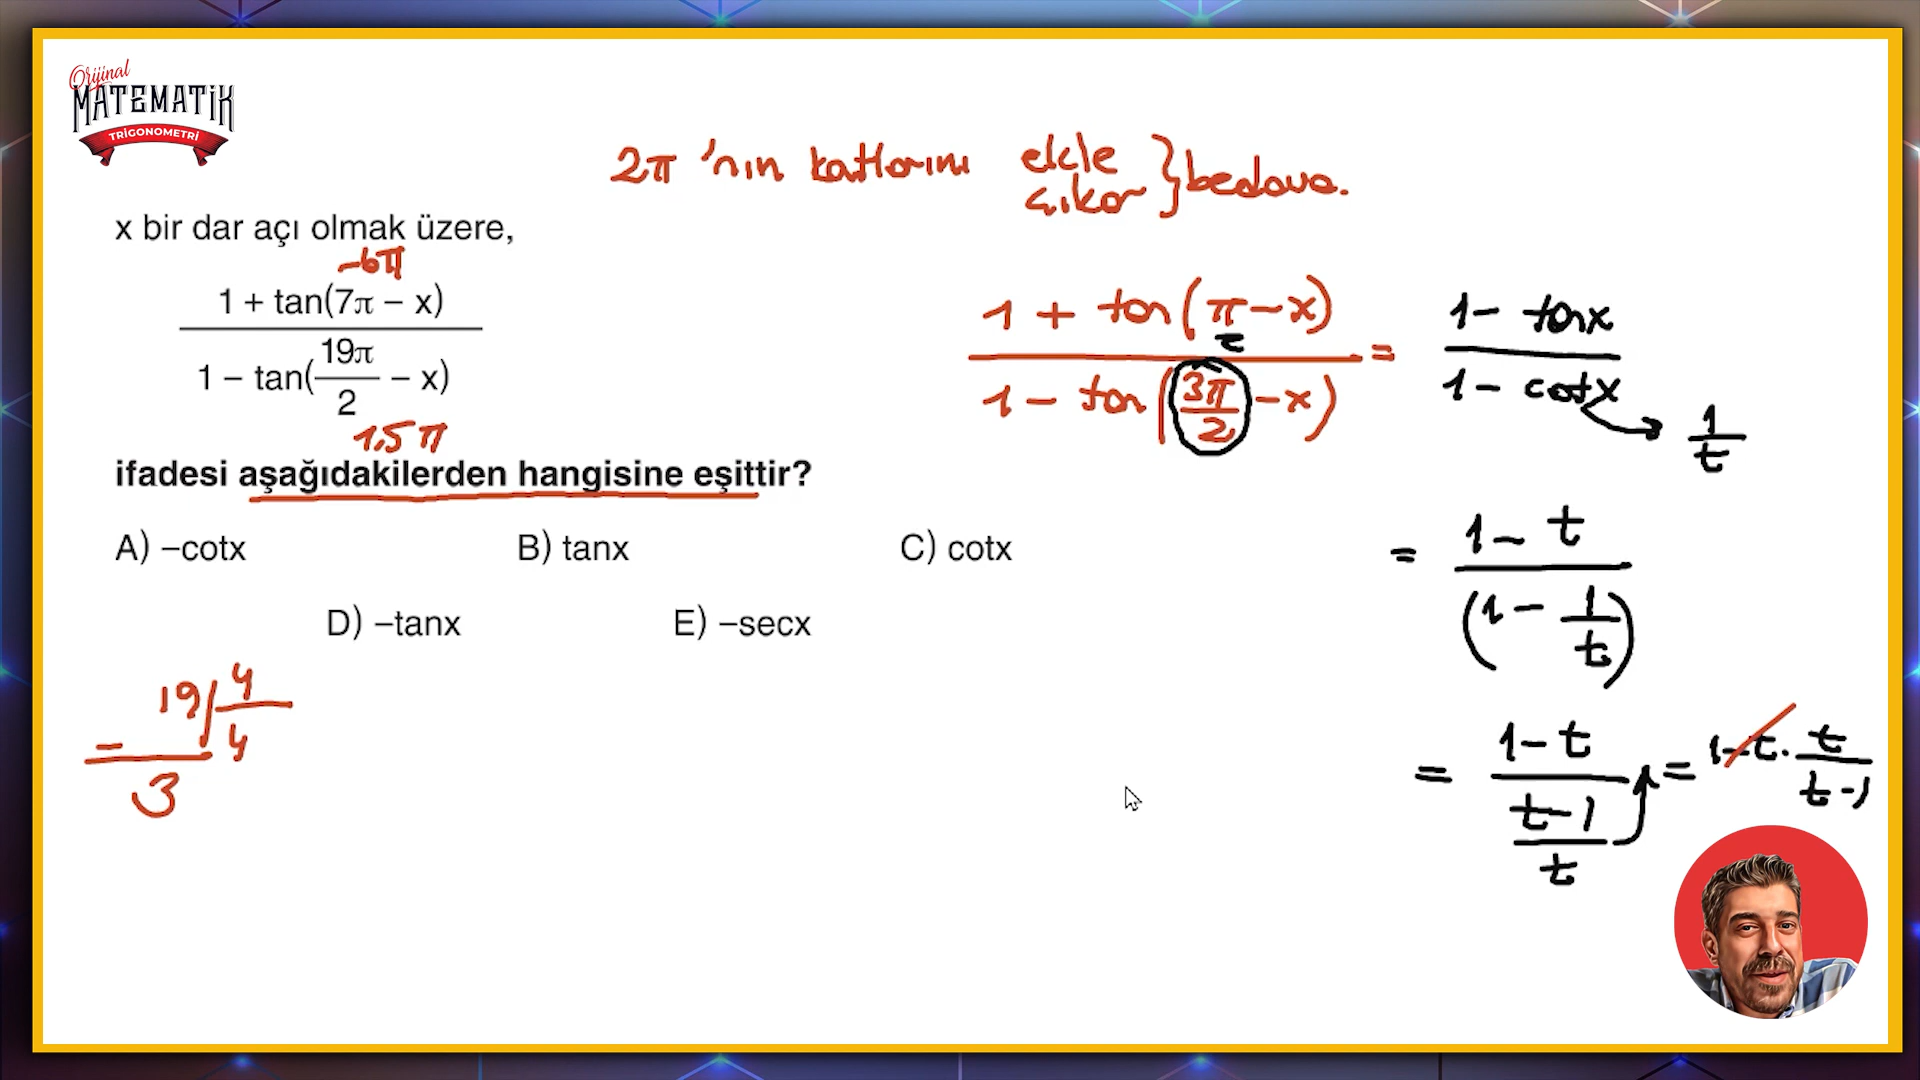 Orijinal
MATEMATİK
TRİGONOMETRİ
2π 'nin katlarını ekle
çıkar } bedava.
x bir dar açı olmak üzere,
-6π
1 + tan(7π – x)
1 – tan(19π/2 – x)
1.5π
ifadesi aşağıdakilerden hangisine eşittir?
A) –cotx B) tanx C) cotx
D) –tanx E) –secx
19 | 4
4
= 3
1 + tan(π - x) / 1 - tan(3π/2 - x) = 1 - tanx / 1 - cotx
1/t
= 1 - t / (1 - 1/t)
= 1 - t / (t-1 / t) = 1-t . t / t-1